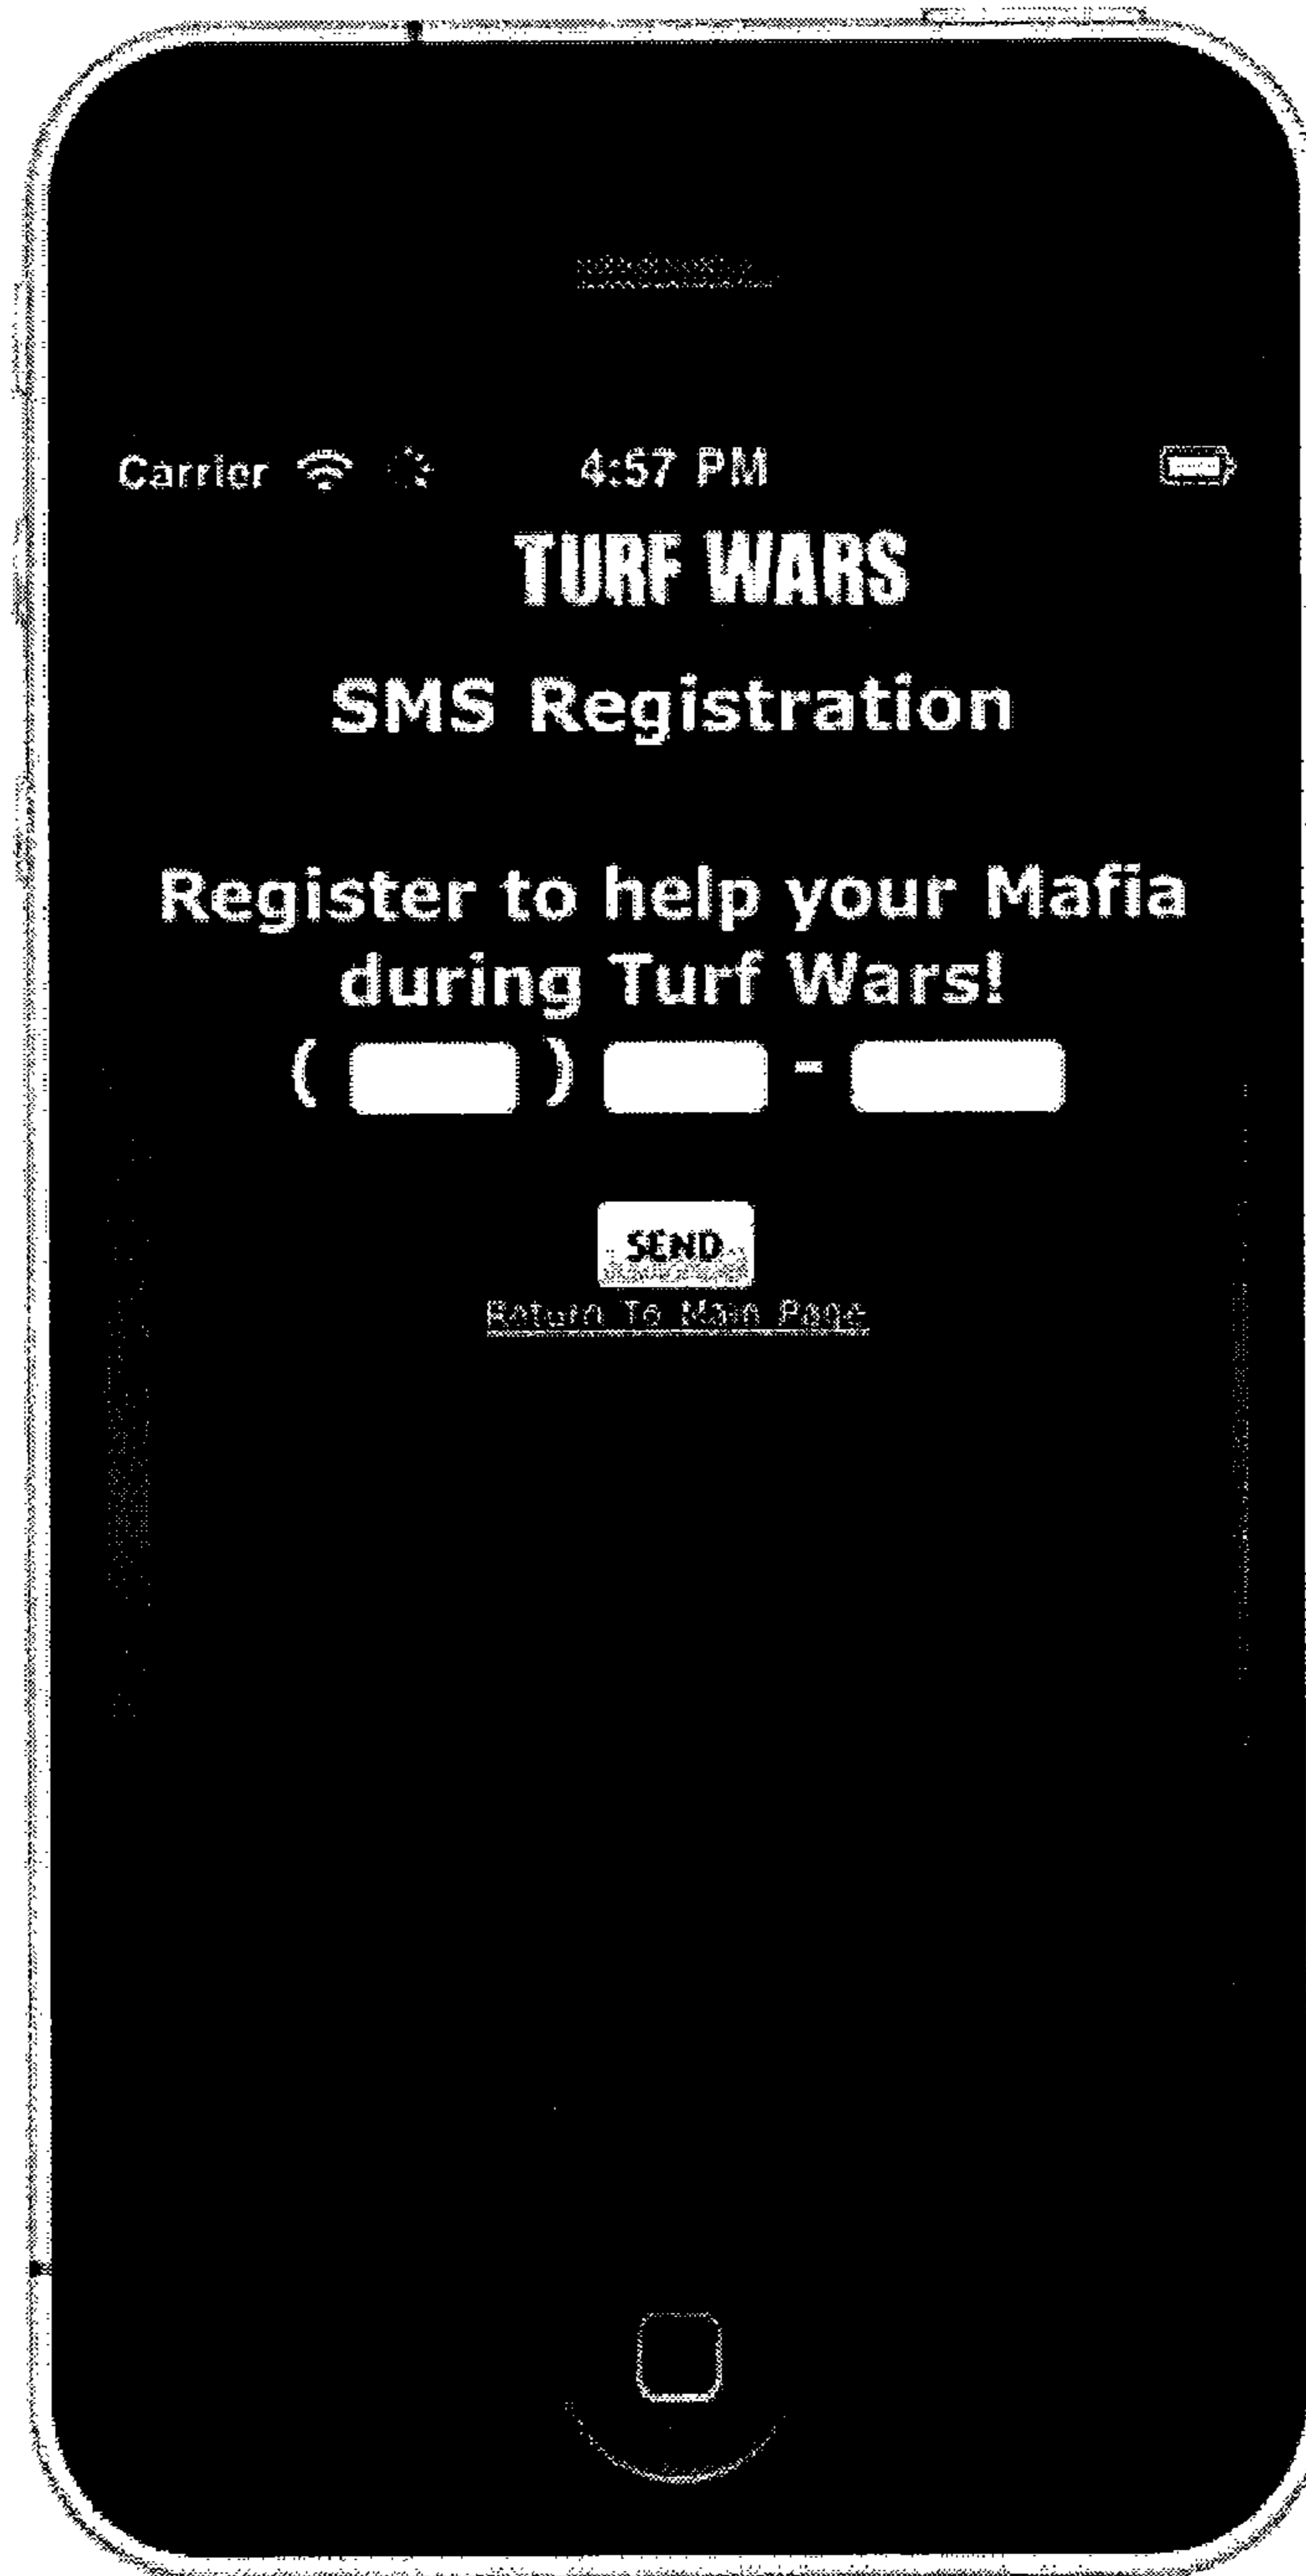 Carrier 4:57 PM
TURF WARS
SMS Registration
Register to help your Mafia
during Turf Wars!
( ) -
SEND
Return To Main Page